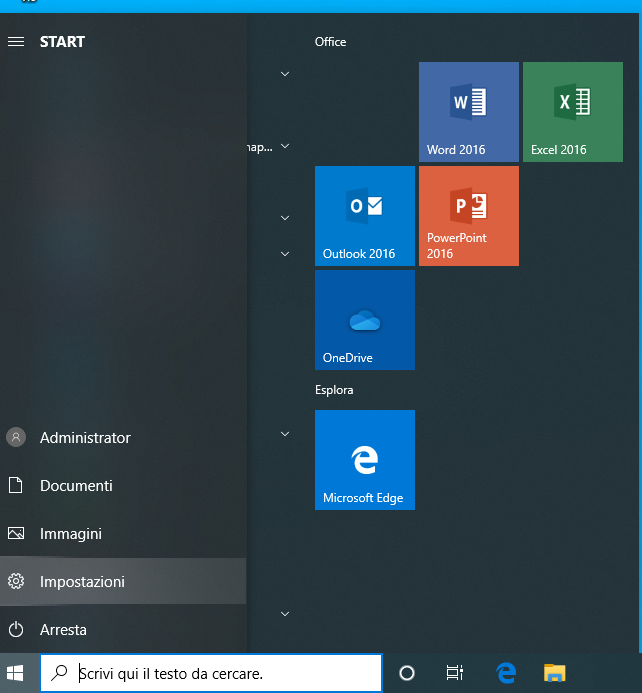 START
Office
Word 2016
Excel 2016
Outlook 2016
PowerPoint
2016
OneDrive
Esplora
Microsoft Edge
Administrator
Documenti
Immagini
Impostazioni
Arresta
Scrivi qui il testo da cercare.